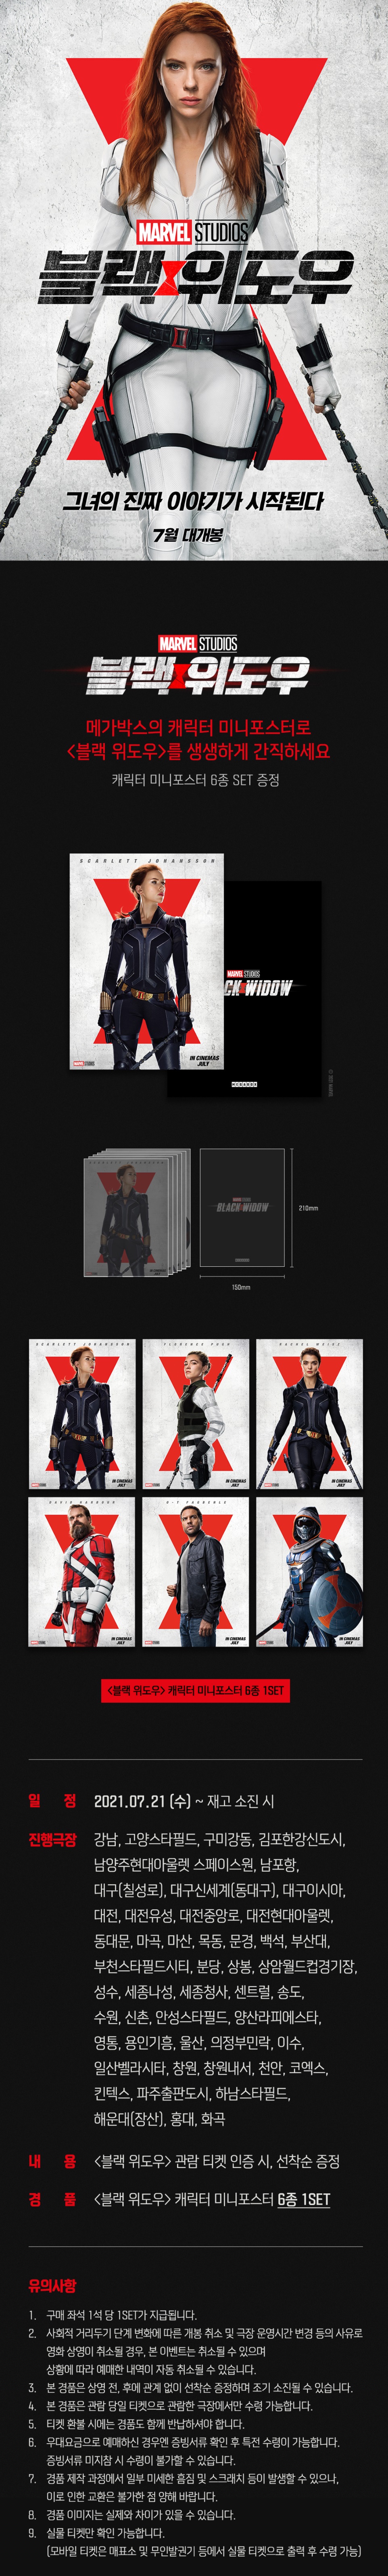 MARVEL STUDIOS
블랙 위도우
그녀의 진짜 이야기가 시작된다
7월 대개봉
MARVEL STUDIOS
블랙 위도우
메가박스의 캐릭터 미니포스터로
<블랙 위도우>를 생생하게 간직하세요
캐릭터 미니포스터 6종 SET 증정
SCARLETT JOHANSSON
MARVEL STUDIOS
CK WIDOW
MARVEL STUDIOS
IN CINEMAS
JULY
BLACK WIDOW
210mm
150mm
SCARLETT JOHANSSON
FLORENCE PUGH
RACHEL WEISZ
IN CINEMAS
JULY
IN CINEMAS
JULY
IN CINEMAS
JULY
DAVID HARBOUR
O-T FAGBENLE
IN CINEMAS
JULY
IN CINEMAS
JULY
IN CINEMAS
JULY
<블랙 위도우> 캐릭터 미니포스터 6종 1SET
일 정 2021.07.21 (수) ~ 재고 소진 시
진행극장 강남, 고양스타필드, 구미강동, 김포한강신도시,
남양주현대아울렛 스페이스원, 남포항,
대구(칠성로), 대구신세계(동대구), 대구이시아,
대전, 대전유성, 대전중앙로, 대전현대아울렛,
동대문, 마곡, 마산, 목동, 문경, 백석, 부산대,
부천스타필드시티, 분당, 상봉, 상암월드컵경기장,
성수, 세종나성, 세종청사, 센트럴, 송도,
수원, 신촌, 안성스타필드, 양산라피에스타,
영통, 용인기흥, 울산, 의정부민락, 이수,
일산벨라시타, 창원, 창원내서, 천안, 코엑스,
킨텍스, 파주출판도시, 하남스타필드,
해운대(장산), 홍대, 화곡
내 용 <블랙 위도우> 관람 티켓 인증 시, 선착순 증정
경 품 <블랙 위도우> 캐릭터 미니포스터 6종 1SET
유의사항
1. 구매 좌석 1석 당 1SET가 지급됩니다.
2. 사회적 거리두기 단계 변화에 따른 개봉 취소 및 극장 운영시간 변경 등의 사유로
영화 상영이 취소될 경우, 본 이벤트는 취소될 수 있으며
상황에 따라 예매한 내역이 자동 취소될 수 있습니다.
3. 본 경품은 상영 전, 후에 관계 없이 선착순 증정하며 조기 소진될 수 있습니다.
4. 본 경품은 관람 당일 티켓으로 관람한 극장에서만 수령 가능합니다.
5. 티켓 환불 시에는 경품도 함께 반납하셔야 합니다.
6. 우대요금으로 예매하신 경우엔 증빙서류 확인 후 특전 수령이 가능합니다.
증빙서류 미지참 시 수령이 불가할 수 있습니다.
7. 경품 제작 과정에서 일부 미세한 흠짐 및 스크래치 등이 발생할 수 있으나,
이로 인한 교환은 불가한 점 양해 바랍니다.
8. 경품 이미지는 실제와 차이가 있을 수 있습니다.
9. 실물 티켓만 확인 가능합니다.
(모바일 티켓은 매표소 및 무인발권기 등에서 실물 티켓으로 출력 후 수령 가능)